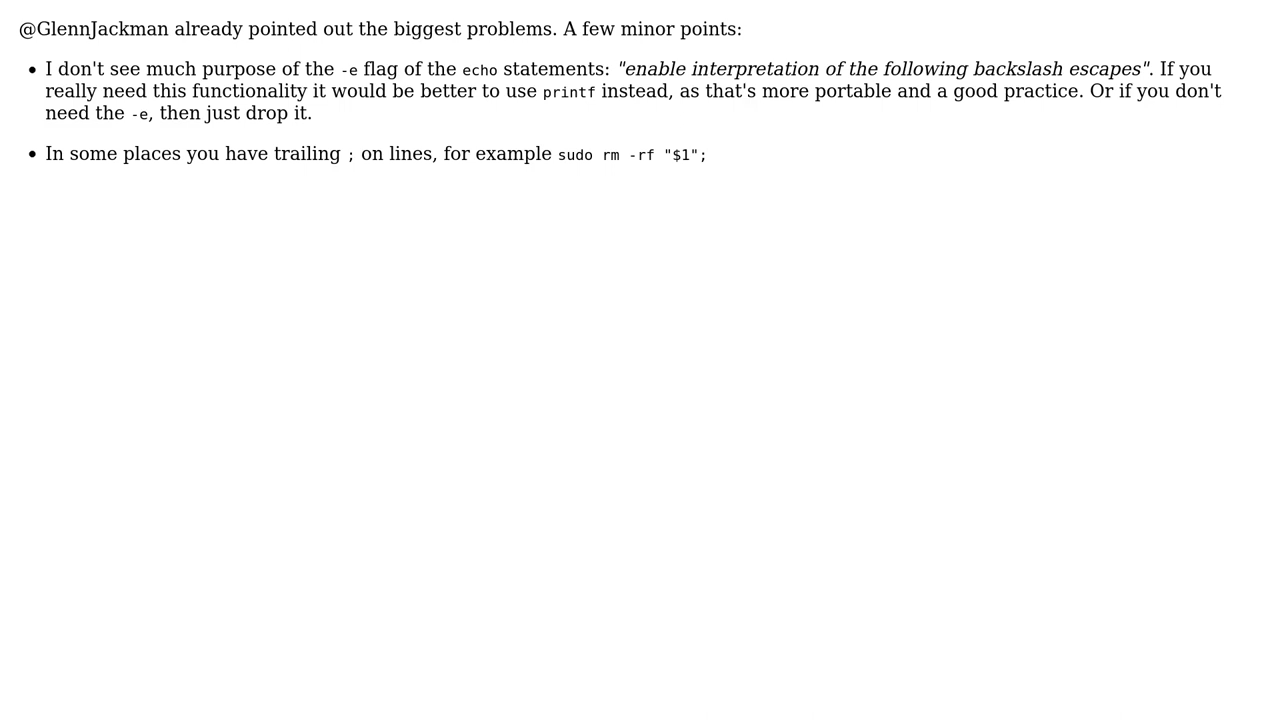 @GlennJackman already pointed out the biggest problems. A few minor points:
• I don't see much purpose of the -e flag of the echo statements: "enable interpretation of the following backslash escapes". If you
really need this functionality it would be better to use printf instead, as that's more portable and a good practice. Or if you don't
need the -e, then just drop it.
• In some places you have trailing ; on lines, for example sudo rm -rf "$1";